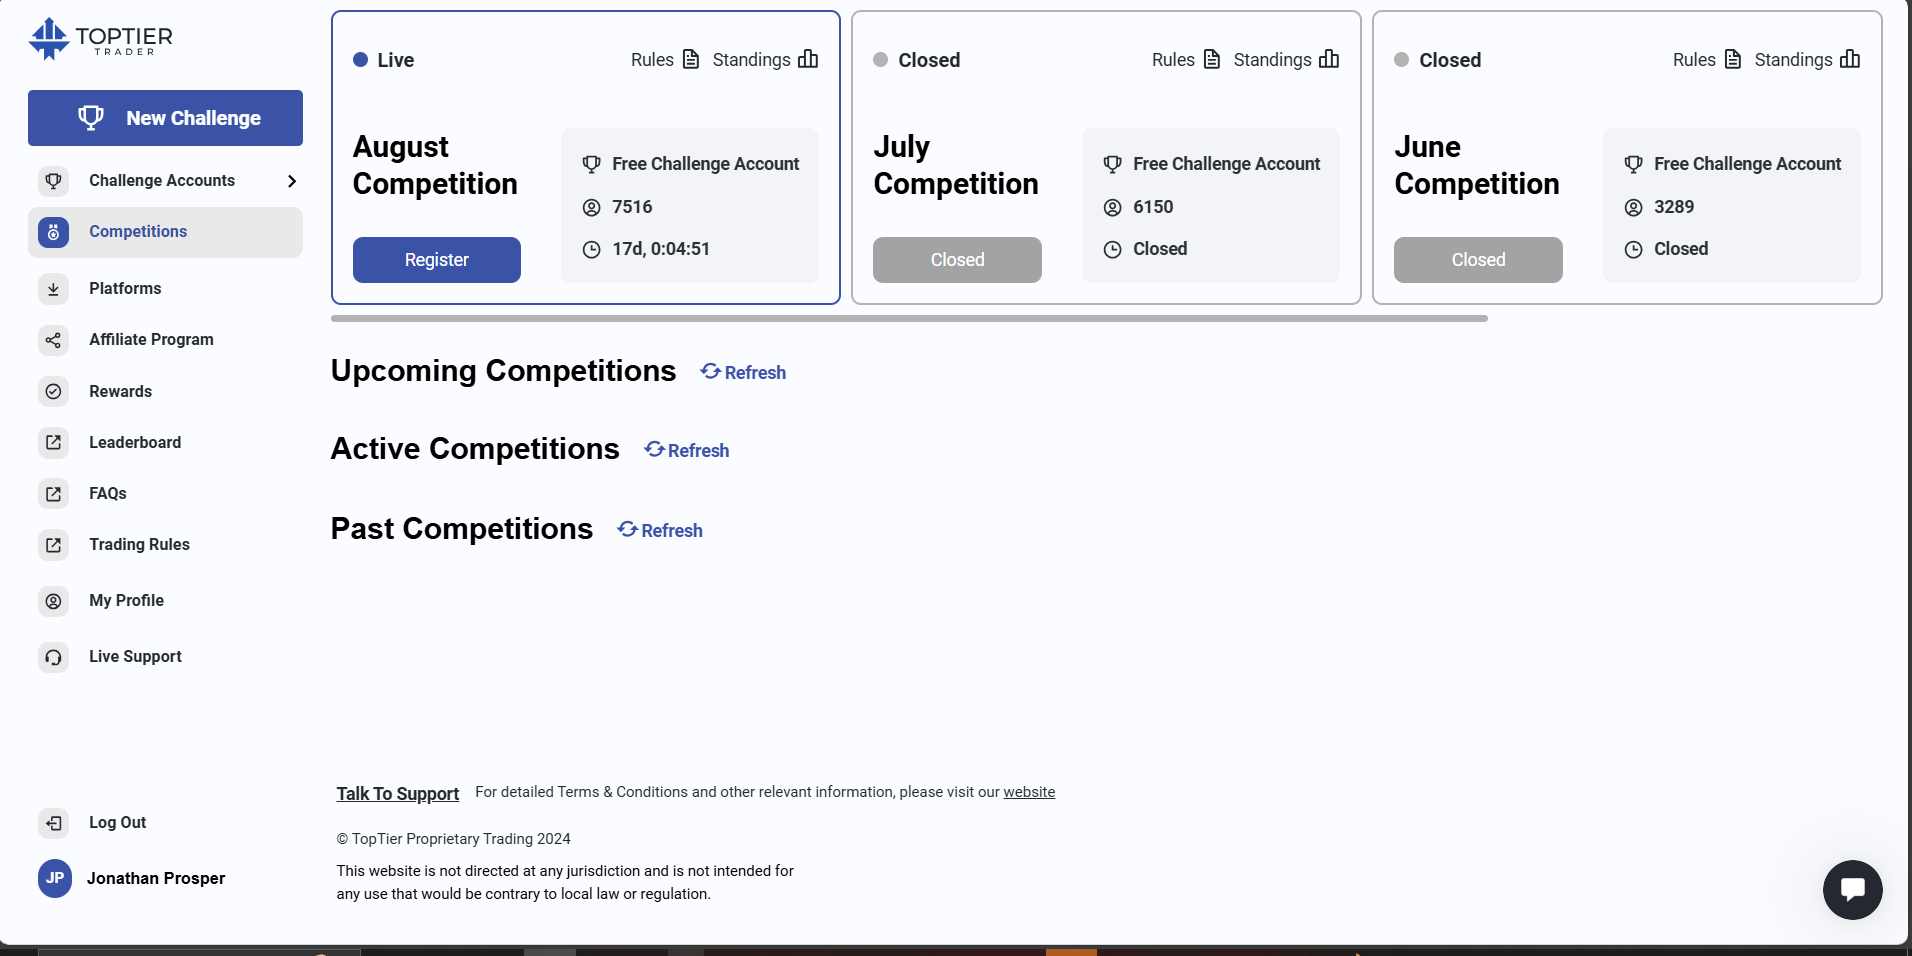 TOPTIER
TRADER
New Challenge
Challenge Accounts
Competitions
Platforms
Affiliate Program
Rewards
Leaderboard
FAQs
Trading Rules
My Profile
Live Support
Log Out
JP Jonathan Prosper
Live Rules Standings
August
Competition
Register
Free Challenge Account
7516
17d, 0:04:51
Closed Rules Standings
July
Competition
Closed
Free Challenge Account
6150
Closed
Closed Rules Standings
June
Competition
Closed
Free Challenge Account
3289
Closed
Upcoming Competitions Refresh
Active Competitions Refresh
Past Competitions Refresh
Talk To Support For detailed Terms & Conditions and other relevant information, please visit our website
© TopTier Proprietary Trading 2024
This website is not directed at any jurisdiction and is not intended for
any use that would be contrary to local law or regulation.